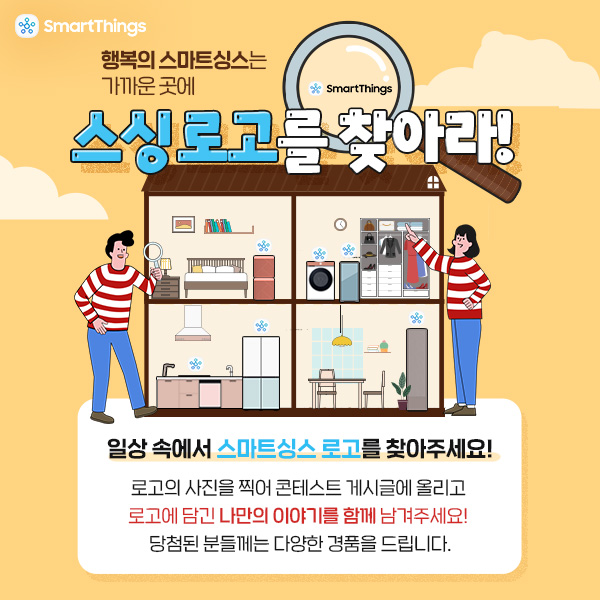 SmartThings
행복의 스마트싱스는
가까운 곳에
SmartThings
스싱로고를 찾아라!
일상 속에서 스마트싱스 로고를 찾아주세요!
로고의 사진을 찍어 콘테스트 게시글에 올리고
로고에 담긴 나만의 이야기를 함께 남겨주세요!
당첨된 분들께는 다양한 경품을 드립니다.